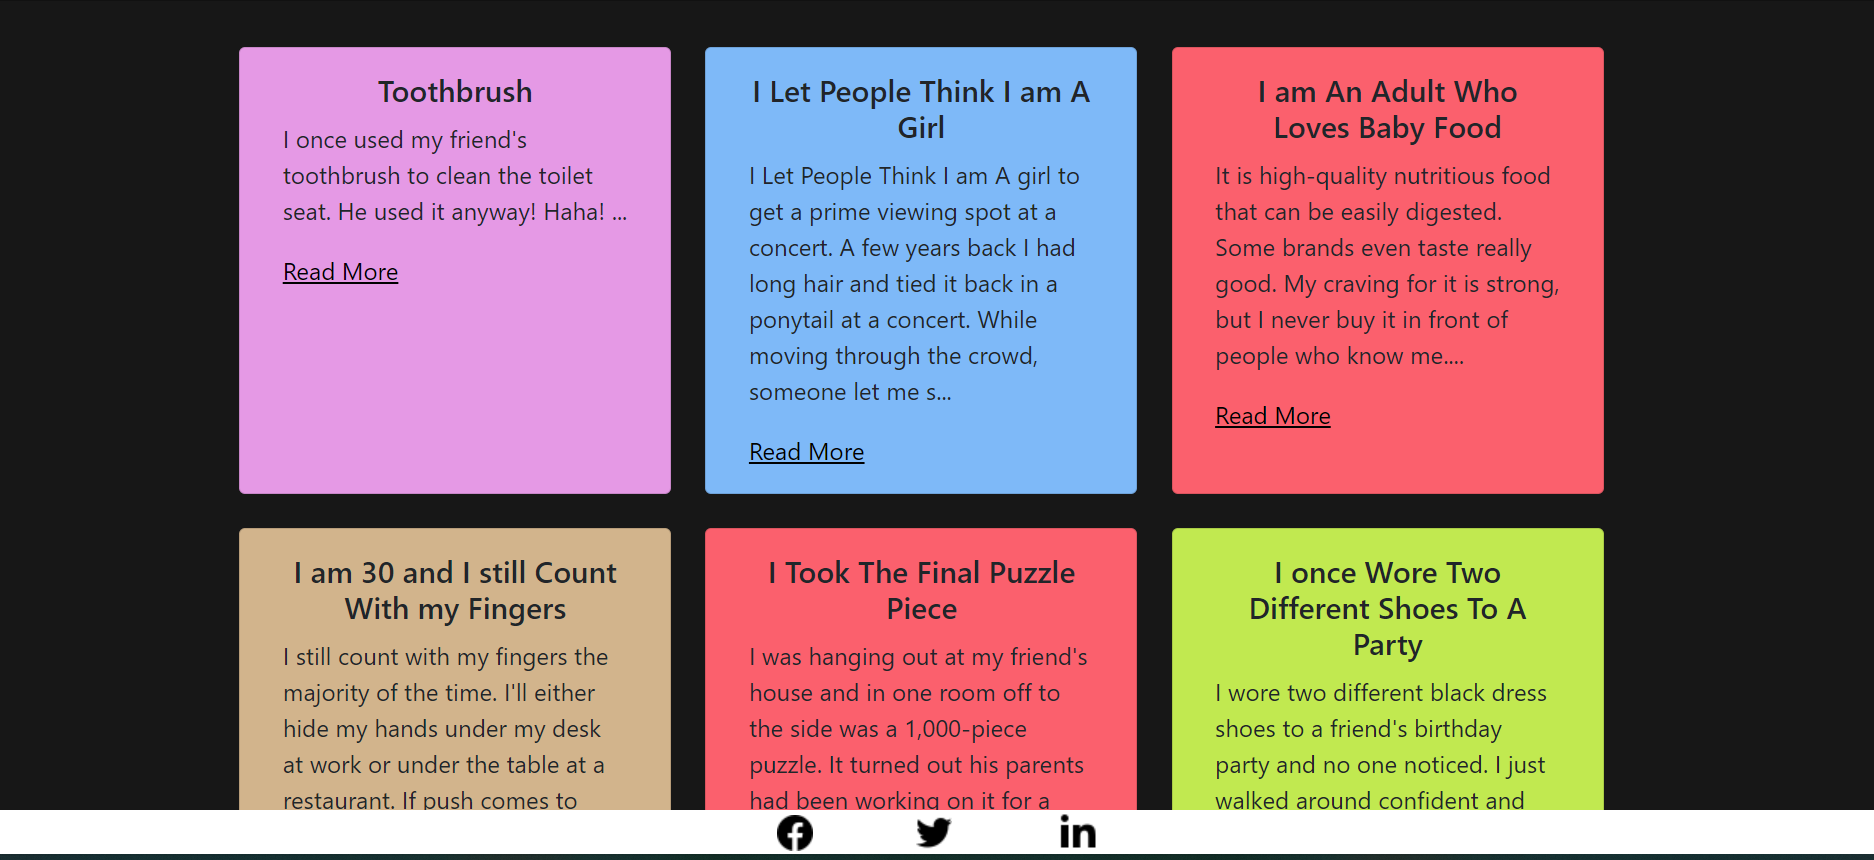 Toothbrush
I once used my friend's
toothbrush to clean the toilet
seat. He used it anyway! Haha! ...
Read More
I Let People Think I am A
Girl
I Let People Think I am A girl to
get a prime viewing spot at a
concert. A few years back I had
long hair and tied it back in a
ponytail at a concert. While
moving through the crowd,
someone let me s...
Read More
I am An Adult Who
Loves Baby Food
It is high-quality nutritious food
that can be easily digested.
Some brands even taste really
good. My craving for it is strong,
but I never buy it in front of
people who know me....
Read More
I am 30 and I still Count
With my Fingers
I still count with my fingers the
majority of the time. I'll either
hide my hands under my desk
at work or under the table at a
restaurant. If push comes to
I Took The Final Puzzle
Piece
I was hanging out at my friend's
house and in one room off to
the side was a 1,000-piece
puzzle. It turned out his parents
had been working on it for a
I once Wore Two
Different Shoes To A
Party
I wore two different black dress
shoes to a friend's birthday
party and no one noticed. I just
walked around confident and
in